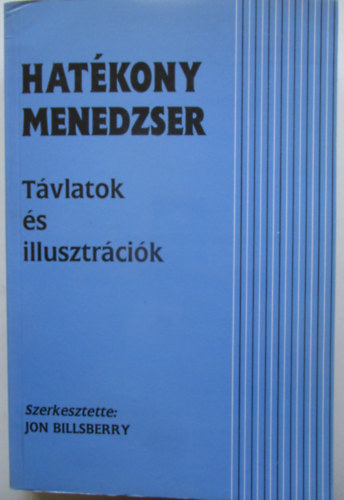 HATÉKONY
MENEDZSER
Távlatok
és
illusztrációk
Szerkesztette:
JON BILLSBERRY